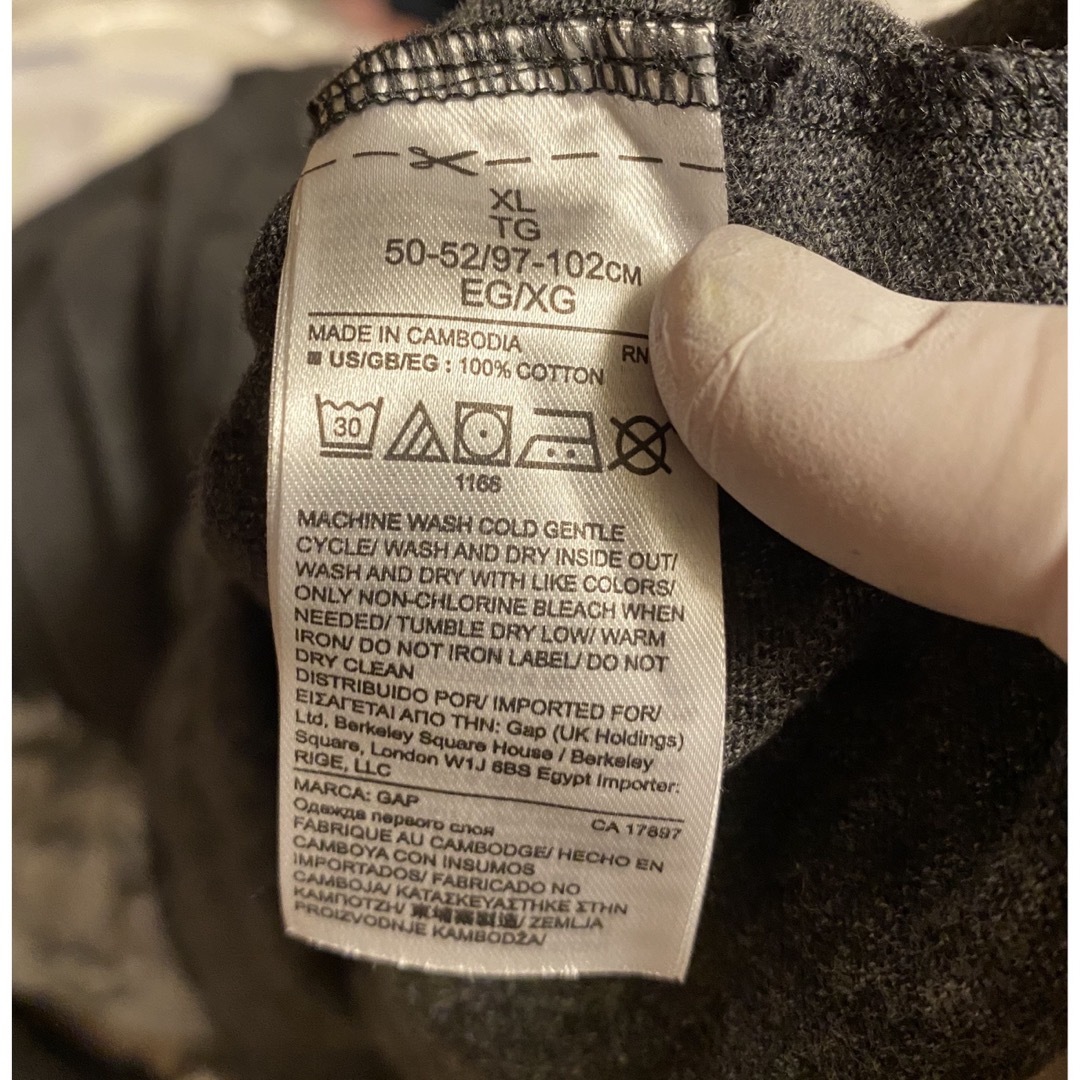 XL
TG
50-52/97-102CM
EG/XG
MADE IN CAMBODIA RN
US/GB/EG : 100% COTTON
30
1166
MACHINE WASH COLD GENTLE
CYCLE/ WASH AND DRY INSIDE OUT/
WASH AND DRY WITH LIKE COLORS/
ONLY NON-CHLORINE BLEACH WHEN
NEEDED/ TUMBLE DRY LOW/ WARM
IRON/ DO NOT IRON LABEL/ DO NOT
DRY CLEAN
DISTRIBUIDO POR/ IMPORTED FOR/
ΕΙΣΑΓΕΤΑΙ ΑΠΟ ΤΗΝ: Gap (UK Holdings)
Ltd, Berkeley Square House / Berkeley
Square, London W1J 6BS Egypt Importer:
RIGE, LLC
MARCA: GAP CA 17897
Одежда первого слоя
FABRIQUE AU CAMBODGE/ HECHO EN
CAMBOYA CON INSUMOS
IMPORTADOS/ FABRICADO NO
CAMBOJA/ ΚΑΤΑΣΚΕΥΑΣΤΗΚΕ ΣΤΗΝ
ΚΑΜΠΟΤΖΗ/ 柬埔寨製造/ ZEMLJA
PROIZVODNJE KAMBODŽA/